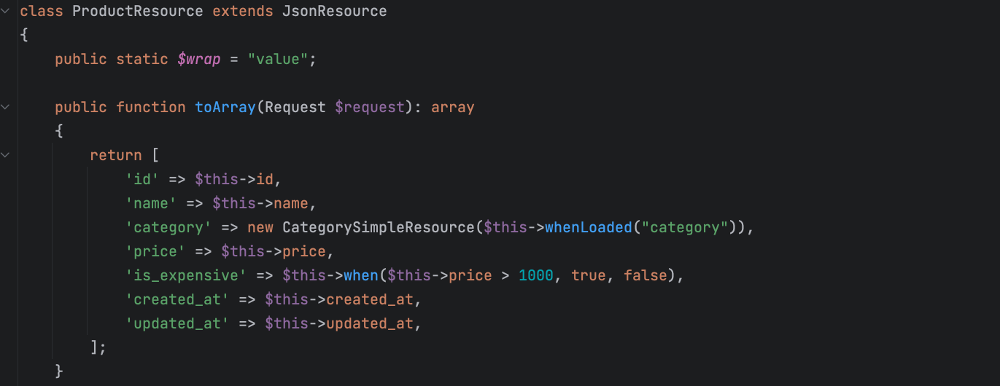 class ProductResource extends JsonResource
{
    public static $wrap = "value";

    public function toArray(Request $request): array
    {
        return [
            'id' => $this->id,
            'name' => $this->name,
            'category' => new CategorySimpleResource($this->whenLoaded("category")),
            'price' => $this->price,
            'is_expensive' => $this->when($this->price > 1000, true, false),
            'created_at' => $this->created_at,
            'updated_at' => $this->updated_at,
        ];
    }